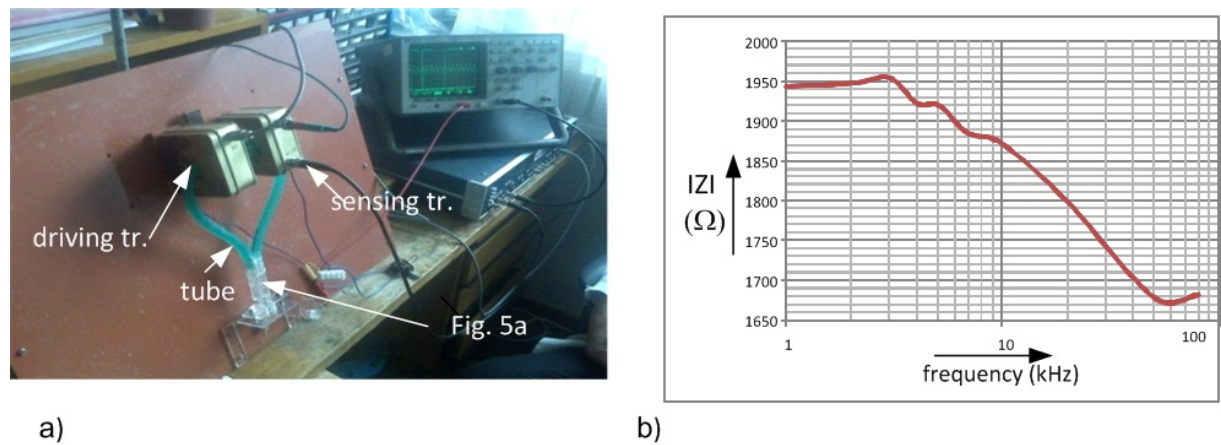 driving tr.
sensing tr.
tube
Fig. 5a
a)
2000
1950
1900
1850
1800
1750
1700
1650
IZI
(Ω)
1
10
100
frequency (kHz)
b)